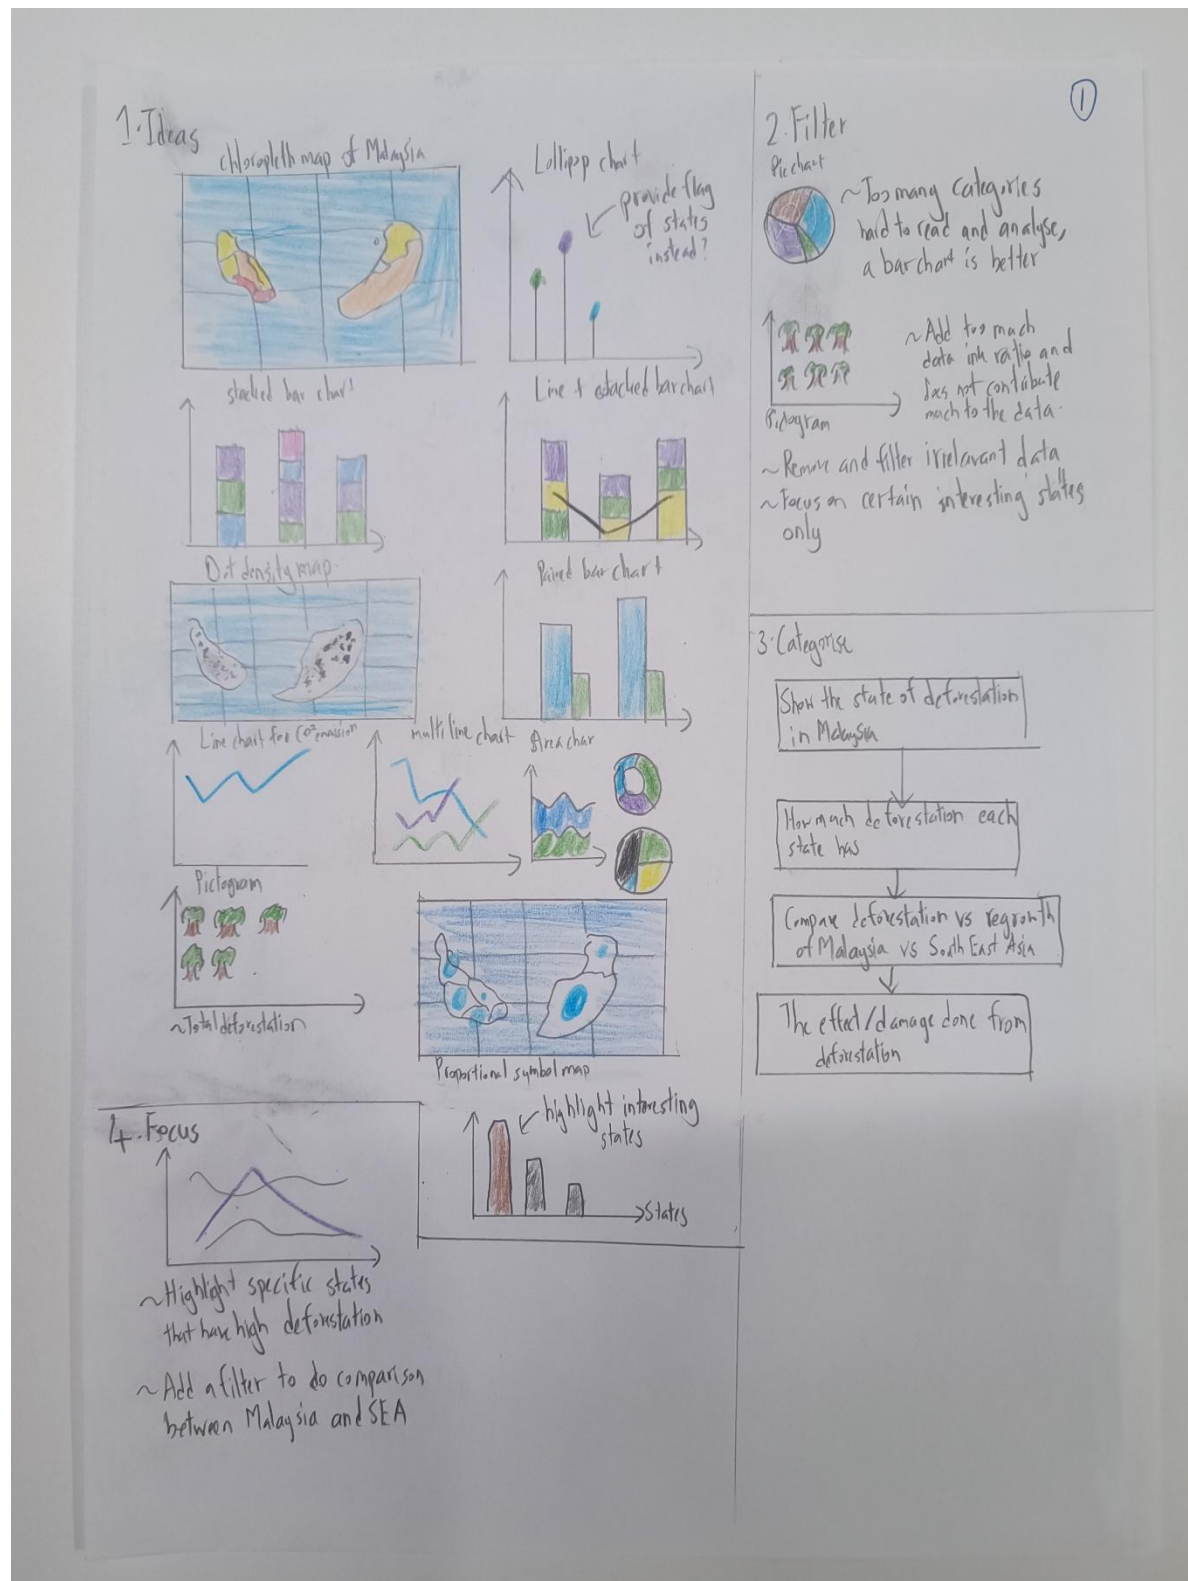 1
1.Ideas
chloropleth map of Malaysia
Lollipop chart
provide flag
of states
instead?
stacked bar chart
Line + stacked bar chart
Dot density map
Paired bar chart
Line chart for CO² emission
multi line chart
Area char
Pictogram
~Total deforestation
Proportional symbol map
2.Filter
Pie chart
~Too many categories
hard to read and analyse,
a bar chart is better
~Add too much
data ink ratio and
does not contribute
much to the data.
Pictogram
~Remove and filter irrelavant data
~Focus on certain interesting states
only
3.Categorise
Show the state of deforestation
in Malaysia
How much deforestation each
state has
Compare deforestation vs regrowth
of Malaysia vs South East Asia
The effect/damage done from
deforestation
4.Focus
~Highlight specific states
that have high deforestation
~Add a filter to do comparison
between Malaysia and SEA
highlight interesting
states
States